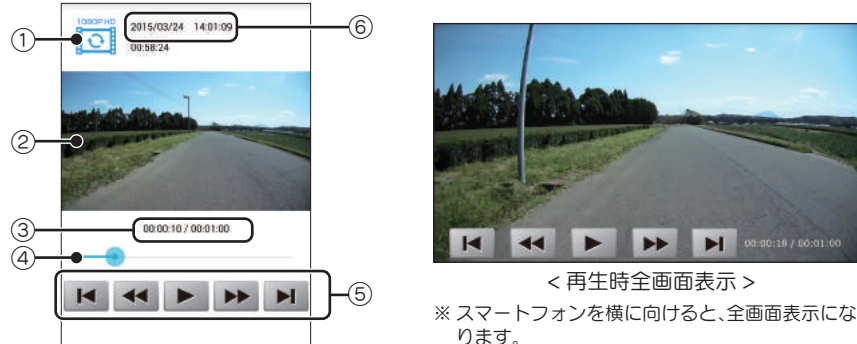 1080P HD
2015/03/24 14:01:09
00:58:24
①
②
③
④
⑤
⑥
00:00:10 / 00:01:00
00:00:18 / 00:01:00
< 再生時全画面表示 >
※ スマートフォンを横に向けると、全画面表示にな
ります。